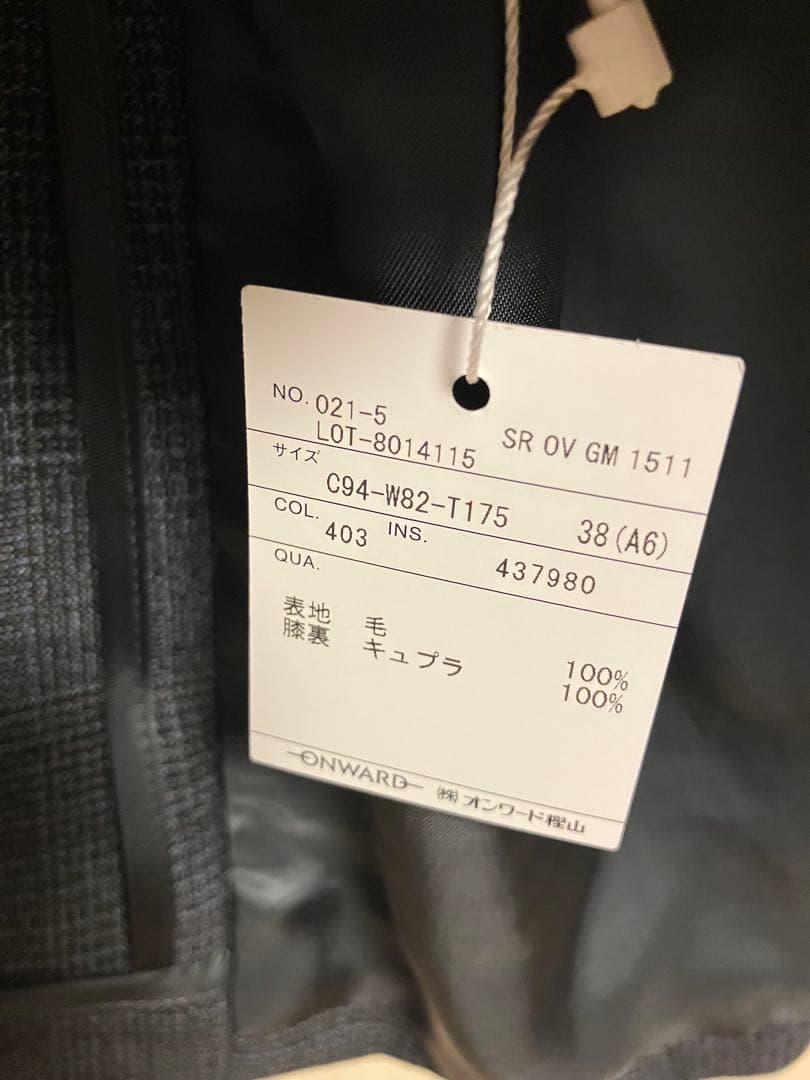 NO. 021-5
LOT-8014115 SR OV GM 1511
サイズ
C94-W82-T175 38(A6)
COL. 403 INS. 437980
QUA.
表地 毛 100%
膝裏 キュプラ 100%
ONWARD ㈱オンワード樫山